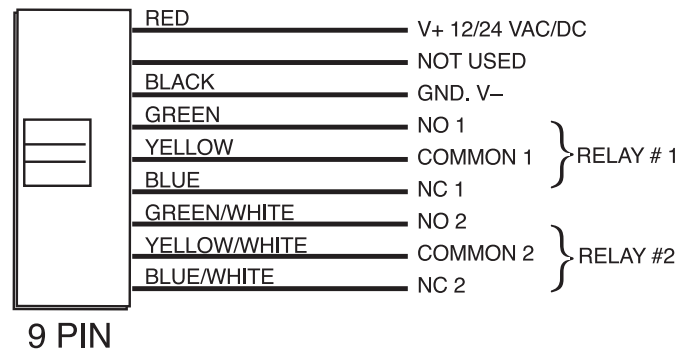 RED V+ 12/24 VAC/DC
NOT USED
BLACK GND. V–
GREEN NO 1
YELLOW COMMON 1 RELAY # 1
BLUE NC 1
GREEN/WHITE NO 2
YELLOW/WHITE COMMON 2 RELAY #2
BLUE/WHITE NC 2
9 PIN